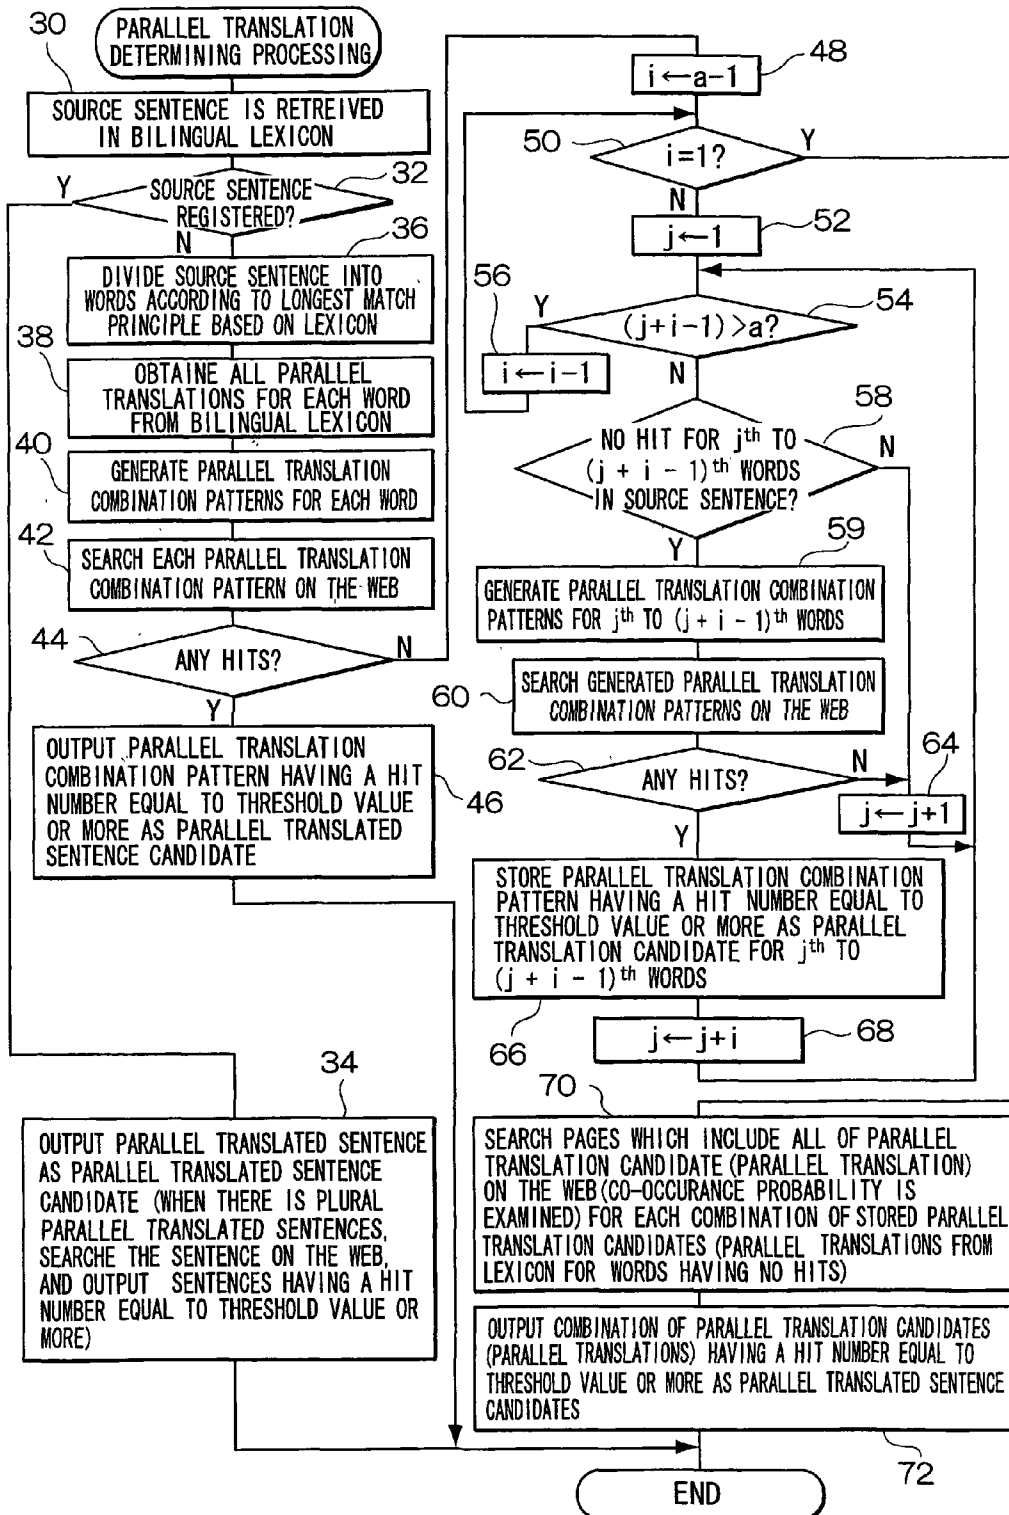 PARALLEL TRANSLATION
DETERMINING PROCESSING
30
SOURCE SENTENCE IS RETREIVED
IN BILINGUAL LEXICON
32
Y
SOURCE SENTENCE
REGISTERED?
N
36
DIVIDE SOURCE SENTENCE INTO
WORDS ACCORDING TO LONGEST MATCH
PRINCIPLE BASED ON LEXICON
38
OBTAINE ALL PARALLEL
TRANSLATIONS FOR EACH WORD
FROM BILINGUAL LEXICON
40
GENERATE PARALLEL TRANSLATION
COMBINATION PATTERNS FOR EACH WORD
42
SEARCH EACH PARALLEL TRANSLATION
COMBINATION PATTERN ON THE WEB
44
ANY HITS?
N
Y
OUTPUT PARALLEL TRANSLATION
COMBINATION PATTERN HAVING A HIT
NUMBER EQUAL TO THRESHOLD VALUE
OR MORE AS PARALLEL TRANSLATED
SENTENCE CANDIDATE
46
34
OUTPUT PARALLEL TRANSLATED SENTENCE
AS PARALLEL TRANSLATED SENTENCE
CANDIDATE (WHEN THERE IS PLURAL
PARALLEL TRANSLATED SENTENCES,
SEARCHE THE SENTENCE ON THE WEB,
AND OUTPUT SENTENCES HAVING A HIT
NUMBER EQUAL TO THRESHOLD VALUE OR
MORE)
i←a-1
48
50
i=1?
Y
N
j←1
52
56
Y
(j+i-1)>a?
54
i←i-1
N
58
NO HIT FOR jth TO
(j + i - 1)th WORDS
IN SOURCE SENTENCE?
N
Y
59
GENERATE PARALLEL TRANSLATION COMBINATION
PATTERNS FOR jth TO (j + i - 1)th WORDS
60
SEARCH GENERATED PARALLEL TRANSLATION
COMBINATION PATTERNS ON THE WEB
62
ANY HITS?
N
64
j←j+1
Y
STORE PARALLEL TRANSLATION COMBINATION
PATTERN HAVING A HIT NUMBER EQUAL TO
THRESHOLD VALUE OR MORE AS PARALLEL
TRANSLATION CANDIDATE FOR jth TO
(j + i - 1)th WORDS
66
j←j+i
68
70
SEARCH PAGES WHICH INCLUDE ALL OF PARALLEL
TRANSLATION CANDIDATE (PARALLEL TRANSLATION)
ON THE WEB (CO-OCCURANCE PROBABILITY IS
EXAMINED) FOR EACH COMBINATION OF STORED PARALLEL
TRANSLATION CANDIDATES (PARALLEL TRANSLATIONS FROM
LEXICON FOR WORDS HAVING NO HITS)
OUTPUT COMBINATION OF PARALLEL TRANSLATION CANDIDATES
(PARALLEL TRANSLATIONS) HAVING A HIT NUMBER EQUAL TO
THRESHOLD VALUE OR MORE AS PARALLEL TRANSLATED SENTENCE
CANDIDATES
72
END